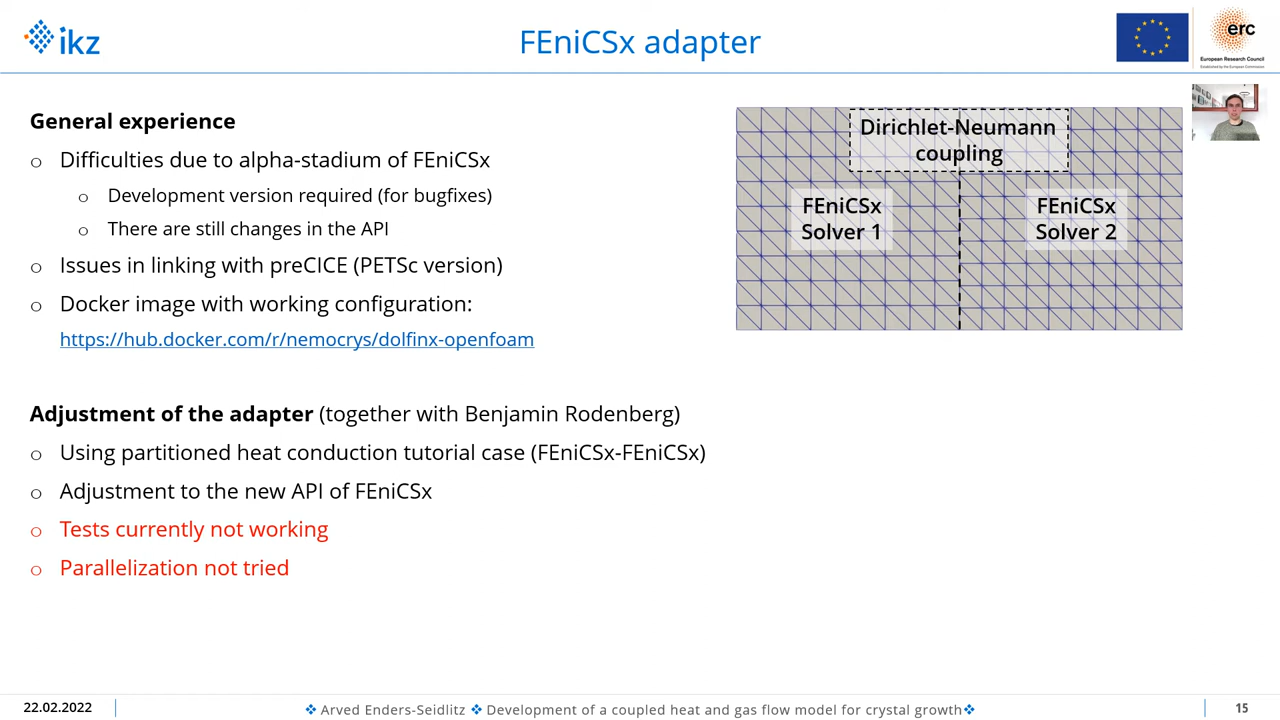 ikz
FEniCSx adapter
erc
European Research Council
Established by the European Commission
General experience
Difficulties due to alpha-stadium of FEniCSx
Development version required (for bugfixes)
There are still changes in the API
Issues in linking with preCICE (PETSc version)
Docker image with working configuration:
https://hub.docker.com/r/nemocrys/dolfinx-openfoam
Dirichlet-Neumann
coupling
FEniCSx
Solver 1
FEniCSx
Solver 2
Adjustment of the adapter (together with Benjamin Rodenberg)
Using partitioned heat conduction tutorial case (FEniCSx-FEniCSx)
Adjustment to the new API of FEniCSx
Tests currently not working
Parallelization not tried
22.02.2022
❖ Arved Enders-Seidlitz ❖ Development of a coupled heat and gas flow model for crystal growth❖
15